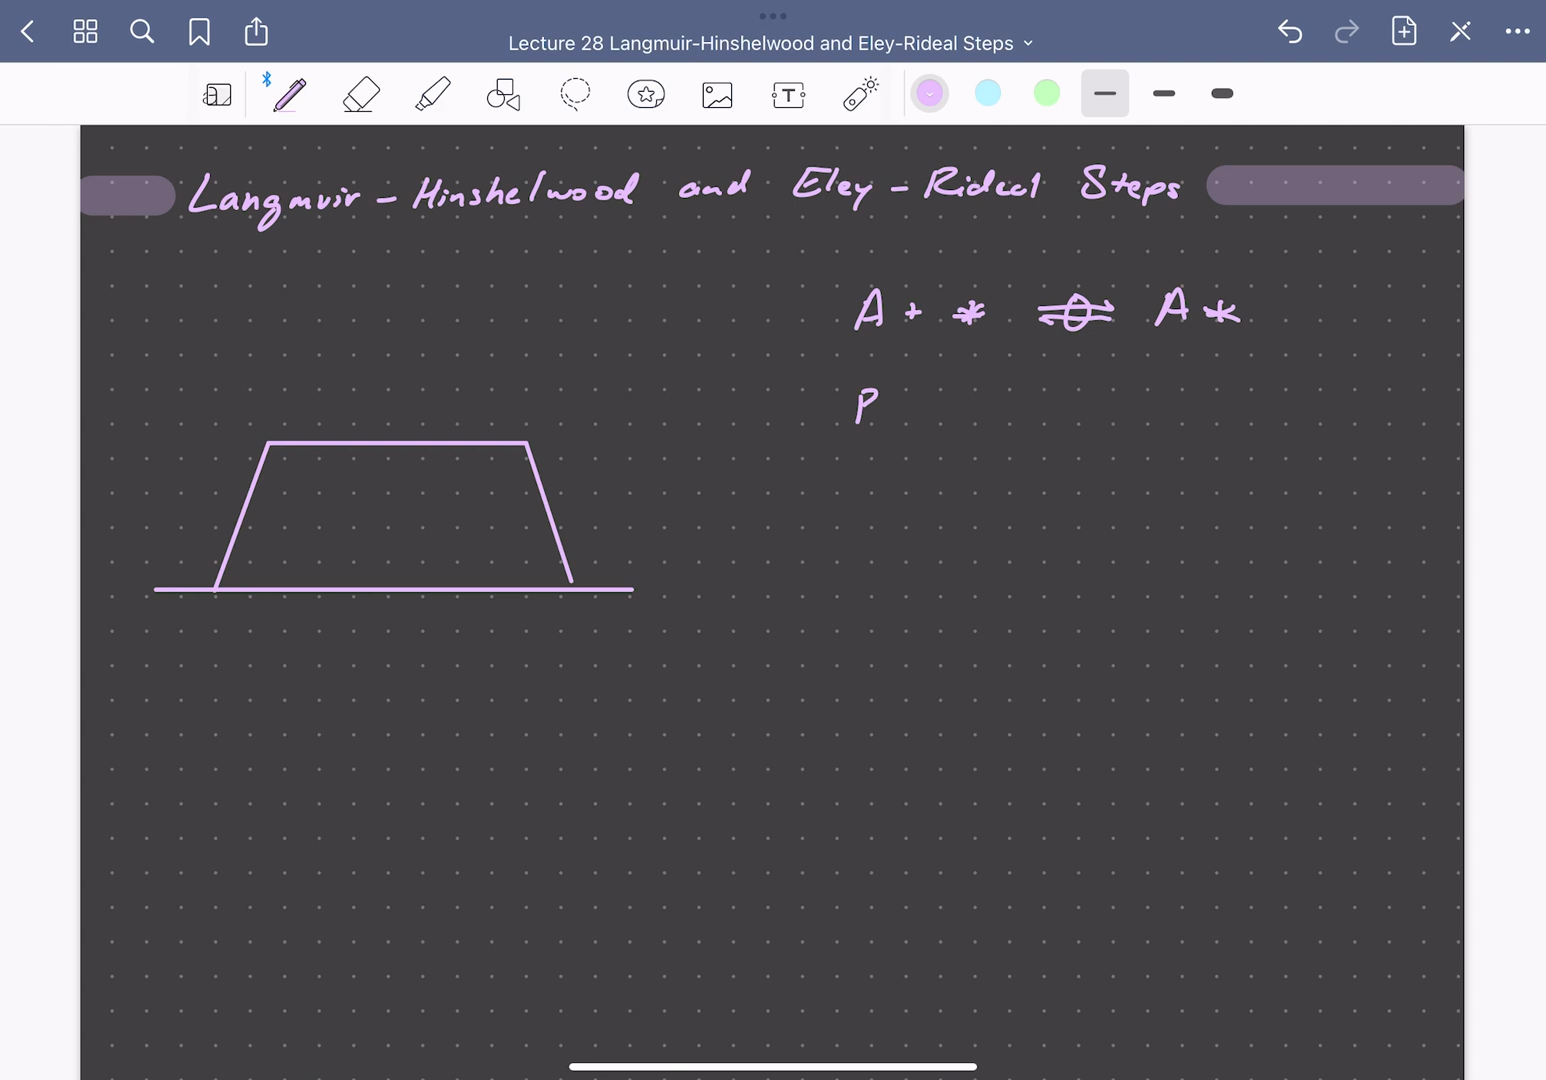 Lecture 28 Langmuir-Hinshelwood and Eley-Rideal Steps
T
Langmuir - Hinshelwood and Eley - Rideal Steps
A + * ⇌ A *
P